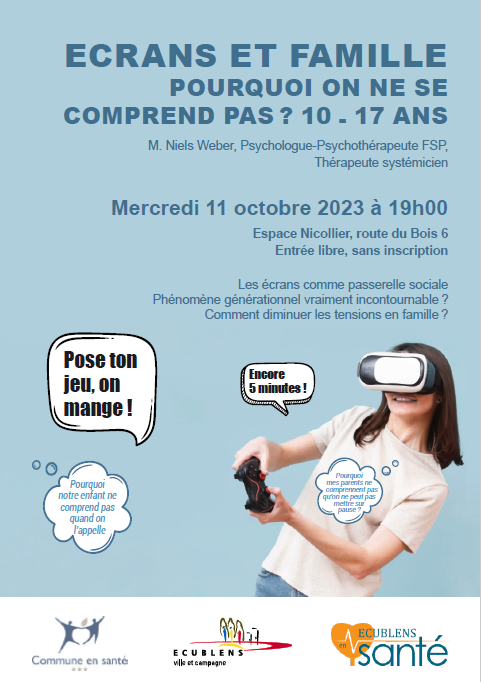 ECRANS ET FAMILLE
POURQUOI ON NE SE
COMPREND PAS ? 10 - 17 ANS
M. Niels Weber, Psychologue-Psychothérapeute FSP,
Thérapeute systémicien
Mercredi 11 octobre 2023 à 19h00
Espace Nicollier, route du Bois 6
Entrée libre, sans inscription
Les écrans comme passerelle sociale
Phénomène générationnel vraiment incontournable ?
Comment diminuer les tensions en famille ?
Pose ton
jeu, on
mange !
Encore
5 minutes !
Pourquoi
notre enfant ne
comprend pas
quand on
l'appelle
Pourquoi
mes parents ne
comprennent pas
qu'on ne peut pas
mettre sur
pause ?
Commune en santé
ECUBLENS
ville et campagne
ECUBLENS
en santé